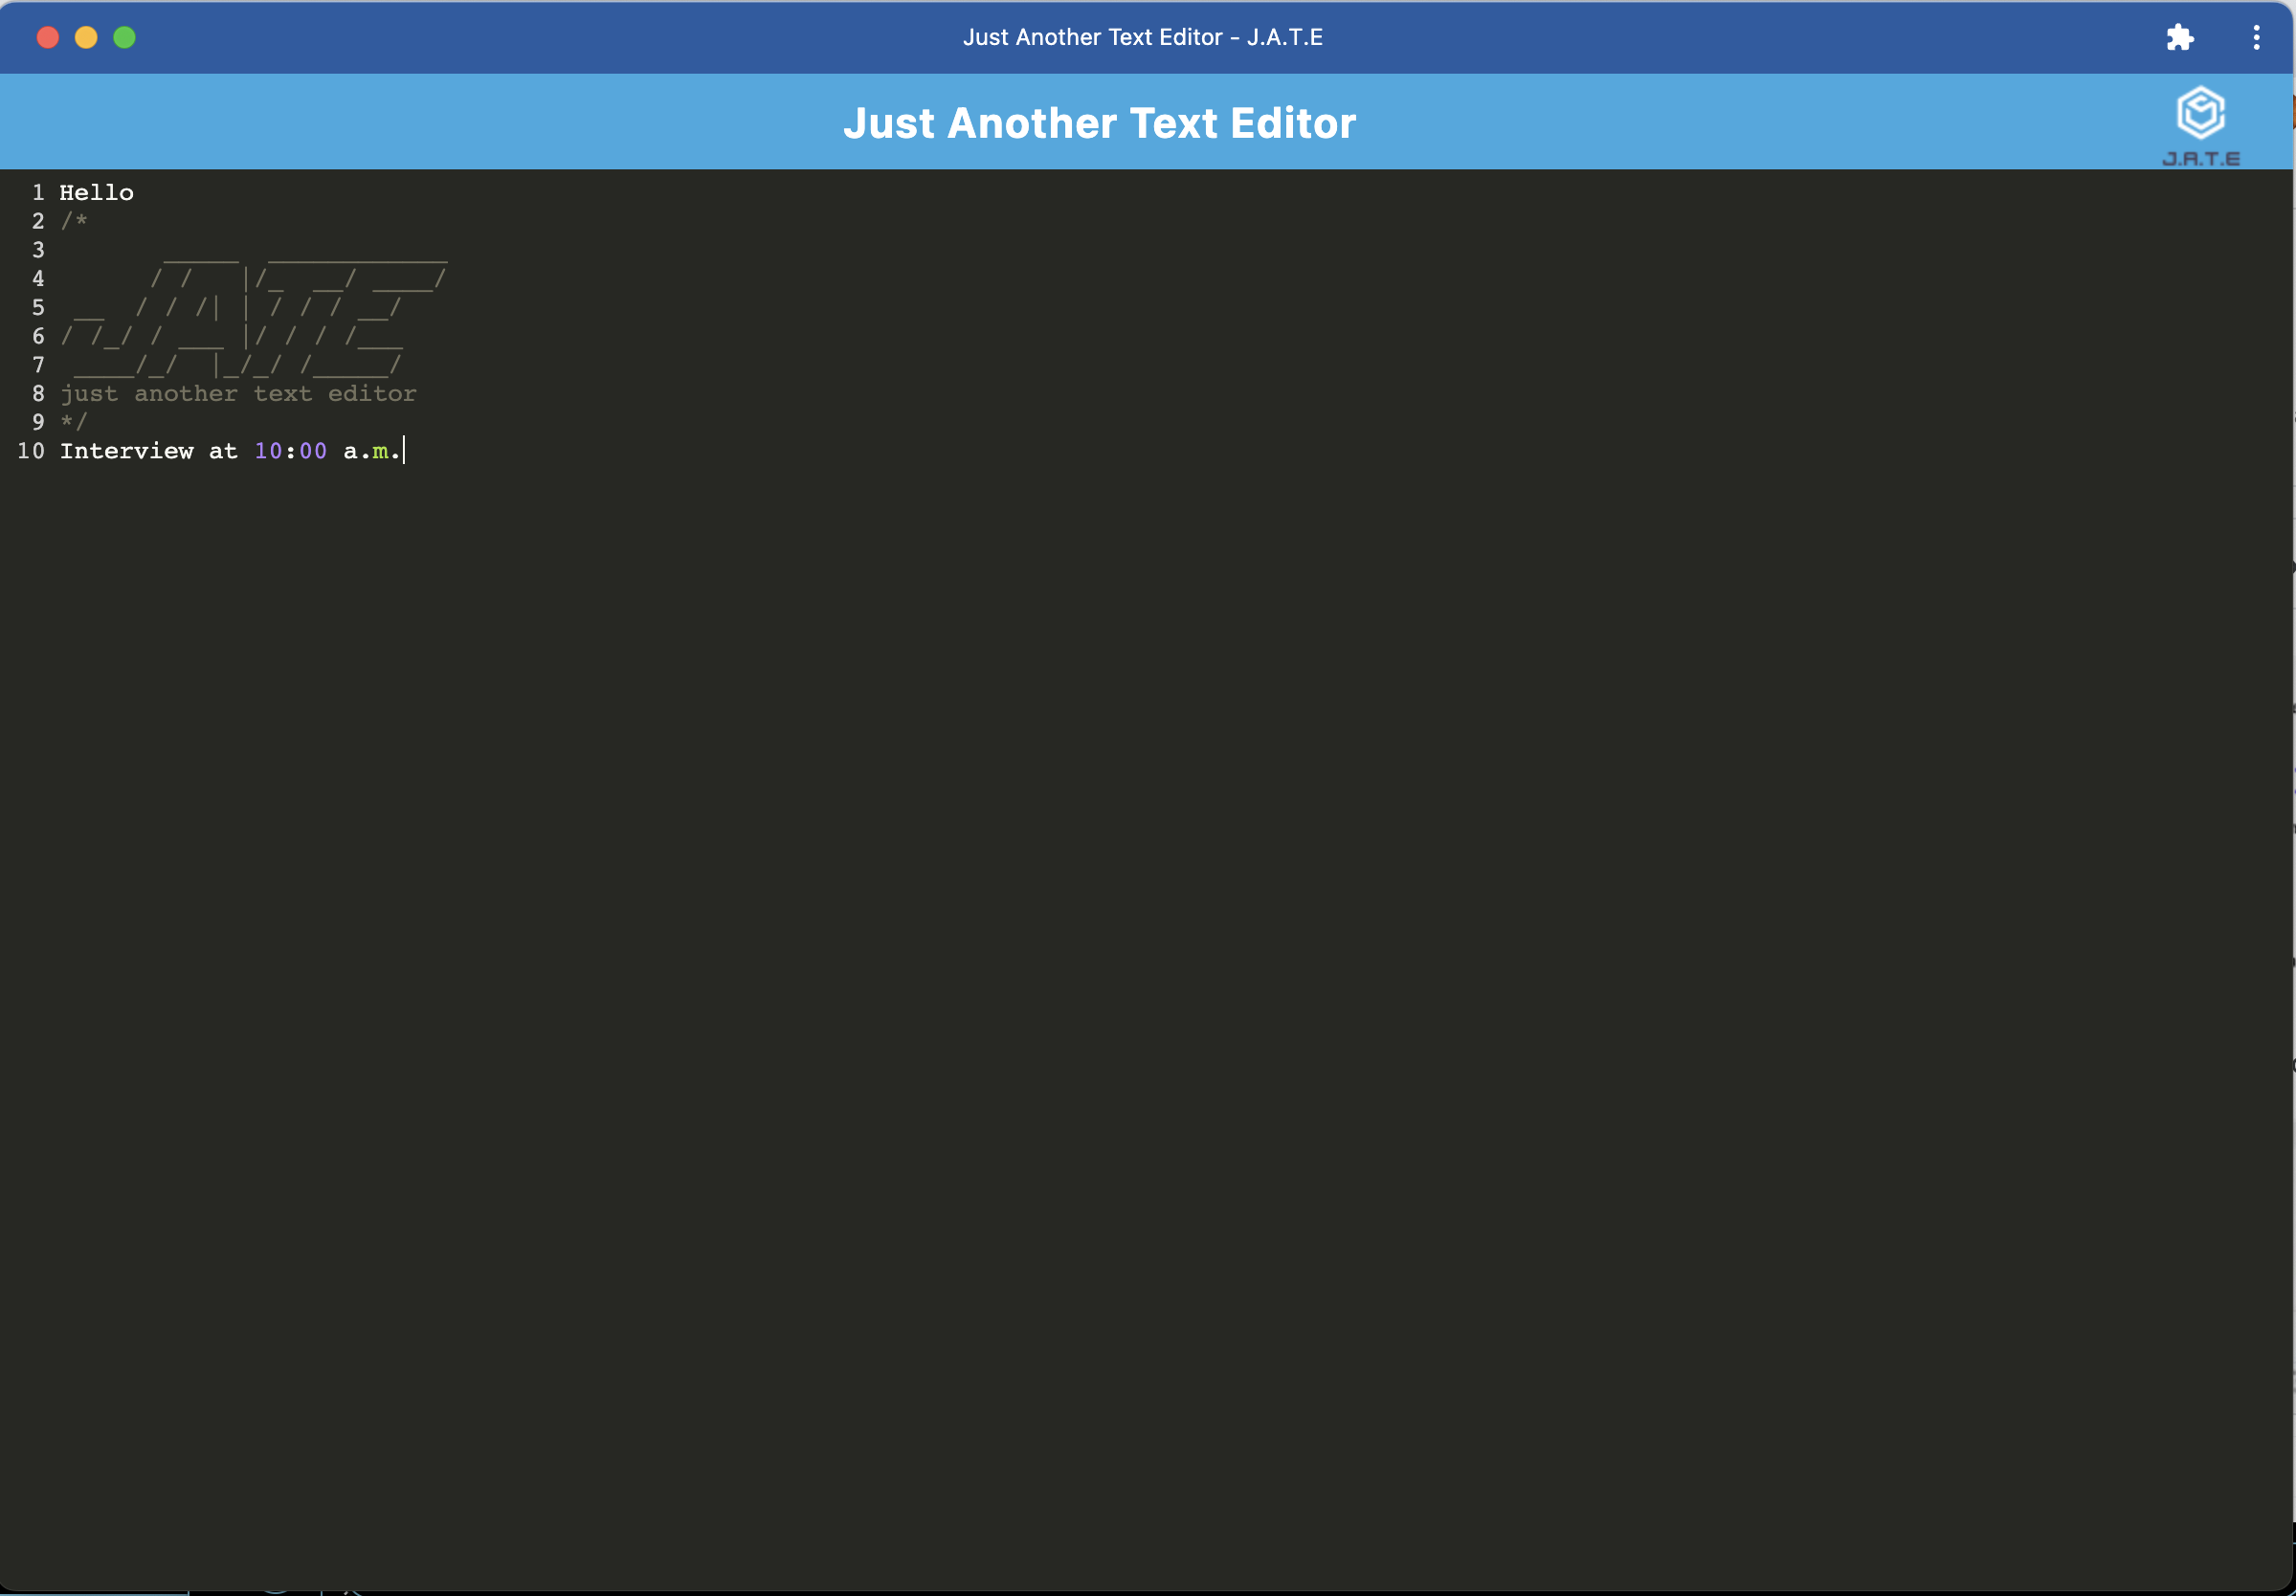 Just Another Text Editor - J.A.T.E
Just Another Text Editor
J.A.T.E
1 Hello
2 /*
3        _____  ____________
4       / /   |/_  __/ ____/
5  __  / / /| | / / / __/
6 / /_/ / ___ |/ / / /___
7  ____/_/  |_/_/ /_____/
8 just another text editor
9 */
10 Interview at 10:00 a.m.